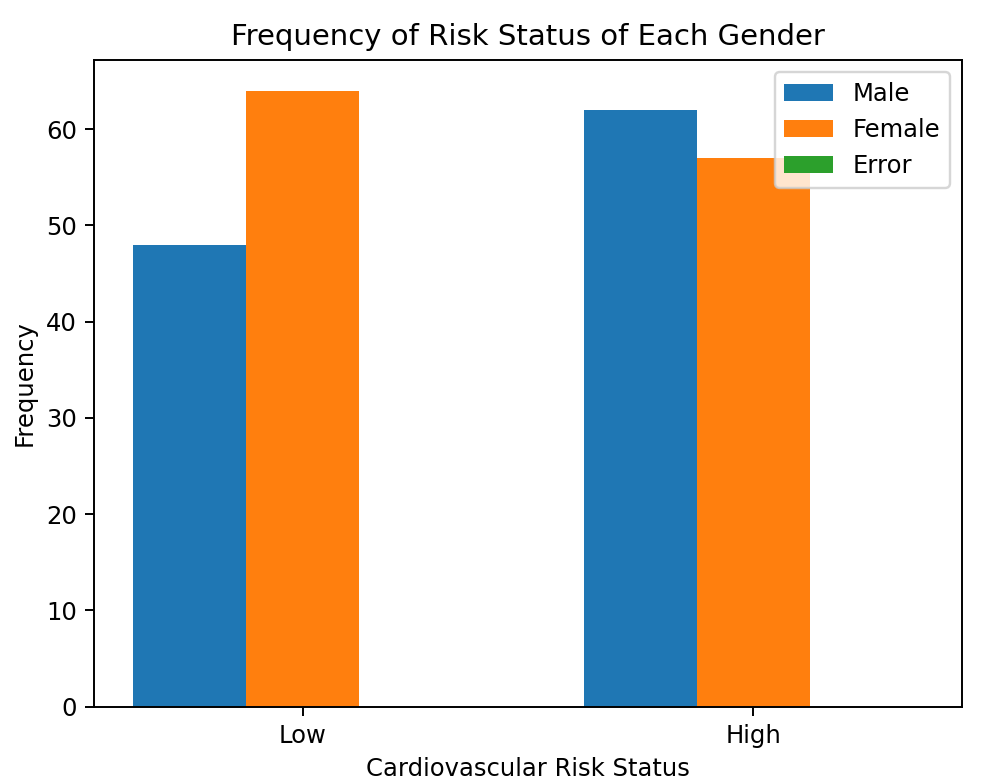 Frequency of Risk Status of Each Gender
Male
Female
Error
60
50
40
30
20
10
0
Frequency
Low
High
Cardiovascular Risk Status